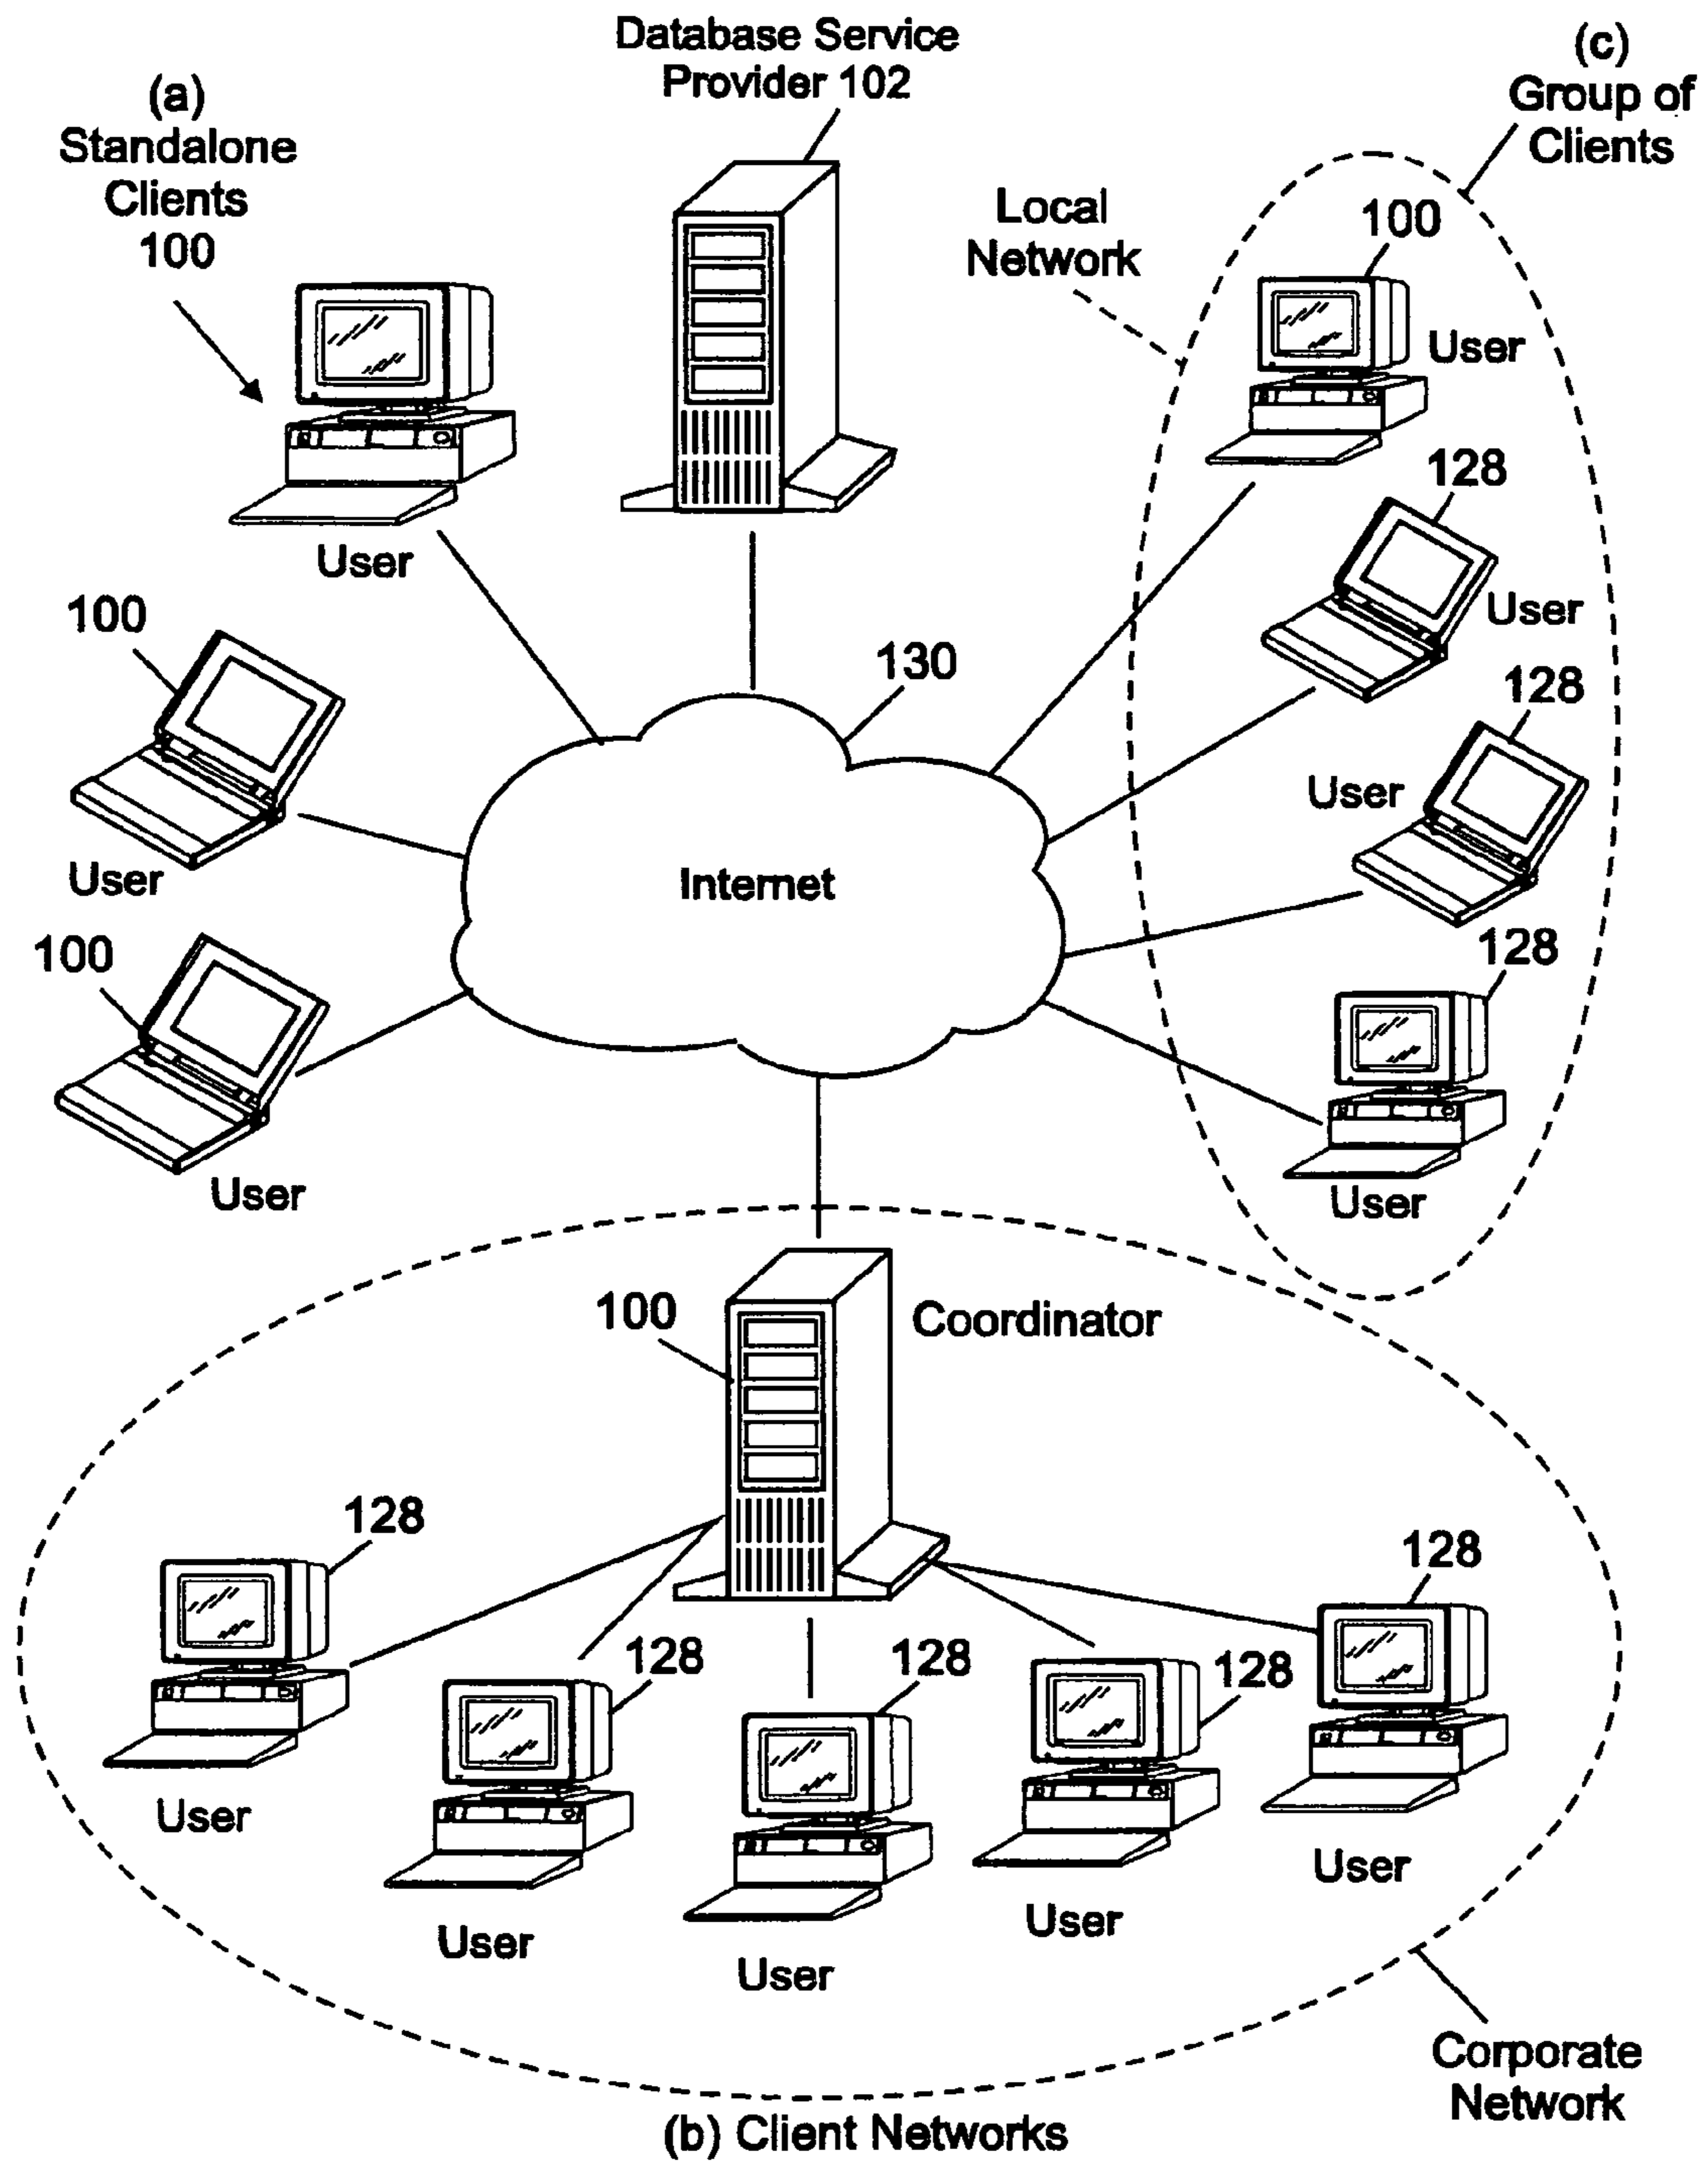 Database Service
Provider 102
(a)
Standalone
Clients
100
(c)
Group of
Clients
Local
Network
100
User
User
128
User
100
User
130
128
User
Internet
100
User
128
User
100
Coordinator
128
User
128
User
128
User
128
User
128
User
Corporate
Network
(b) Client Networks